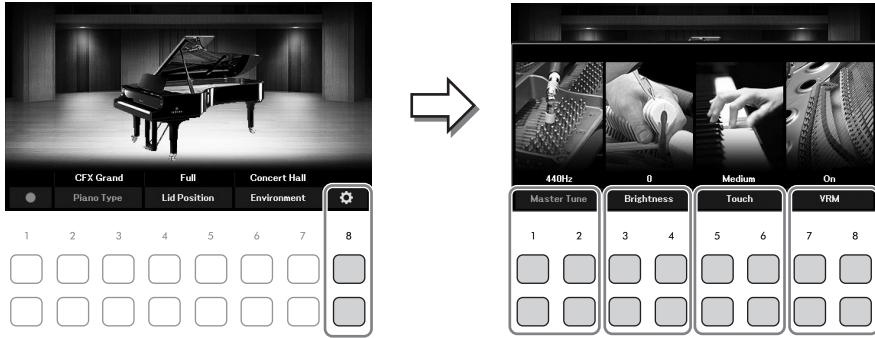 CFX Grand Full Concert Hall
Piano Type Lid Position Environment
1 2 3 4 5 6 7 8
440Hz 0 Medium On
Master Tune Brightness Touch VRM
1 2 3 4 5 6 7 8